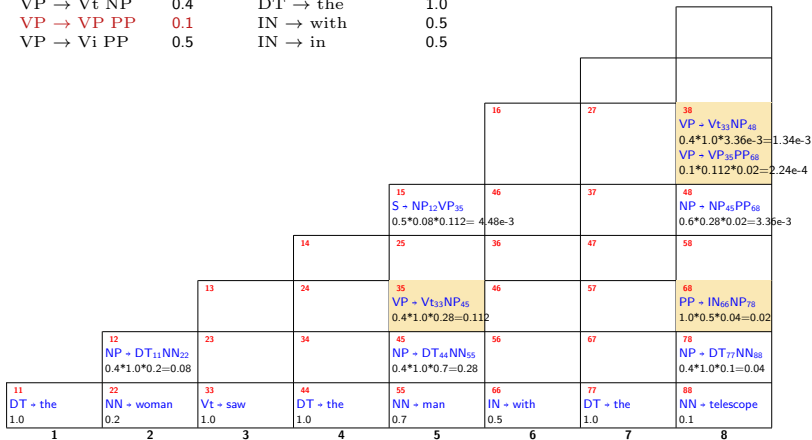 VP → Vt NP 0.4 DT → the 1.0
VP → VP PP 0.1 IN → with 0.5
VP → Vi PP 0.5 IN → in 0.5
16 27 38
VP → Vt₃₃NP₄₈
0.4*1.0*3.36e-3=1.34e-3
VP → VP₃₅PP₆₈
0.1*0.112*0.02=2.24e-4
15 46 37 48
S → NP₁₂VP₃₅ NP → NP₄₅PP₆₈
0.5*0.08*0.112= 4.48e-3 0.6*0.28*0.02=3.36e-3
14 25 36 47 58
13 24 35 46 57 68
VP → Vt₃₃NP₄₅ PP → IN₆₆NP₇₈
0.4*1.0*0.28=0.112 1.0*0.5*0.04=0.02
12 23 34 45 56 67 78
NP → DT₁₁NN₂₂ NP → DT₄₄NN₅₅ NP → DT₇₇NN₈₈
0.4*1.0*0.2=0.08 0.4*1.0*0.7=0.28 0.4*1.0*0.1=0.04
11 22 33 44 55 66 77 88
DT → the NN → woman Vt → saw DT → the NN → man IN → with DT → the NN → telescope
1.0 0.2 1.0 1.0 0.7 0.5 1.0 0.1
1 2 3 4 5 6 7 8